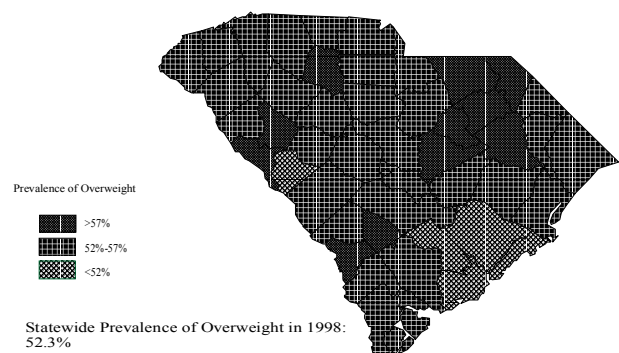 Prevalence of Overweight
>57%
52%-57%
<52%
Statewide Prevalence of Overweight in 1998:
52.3%